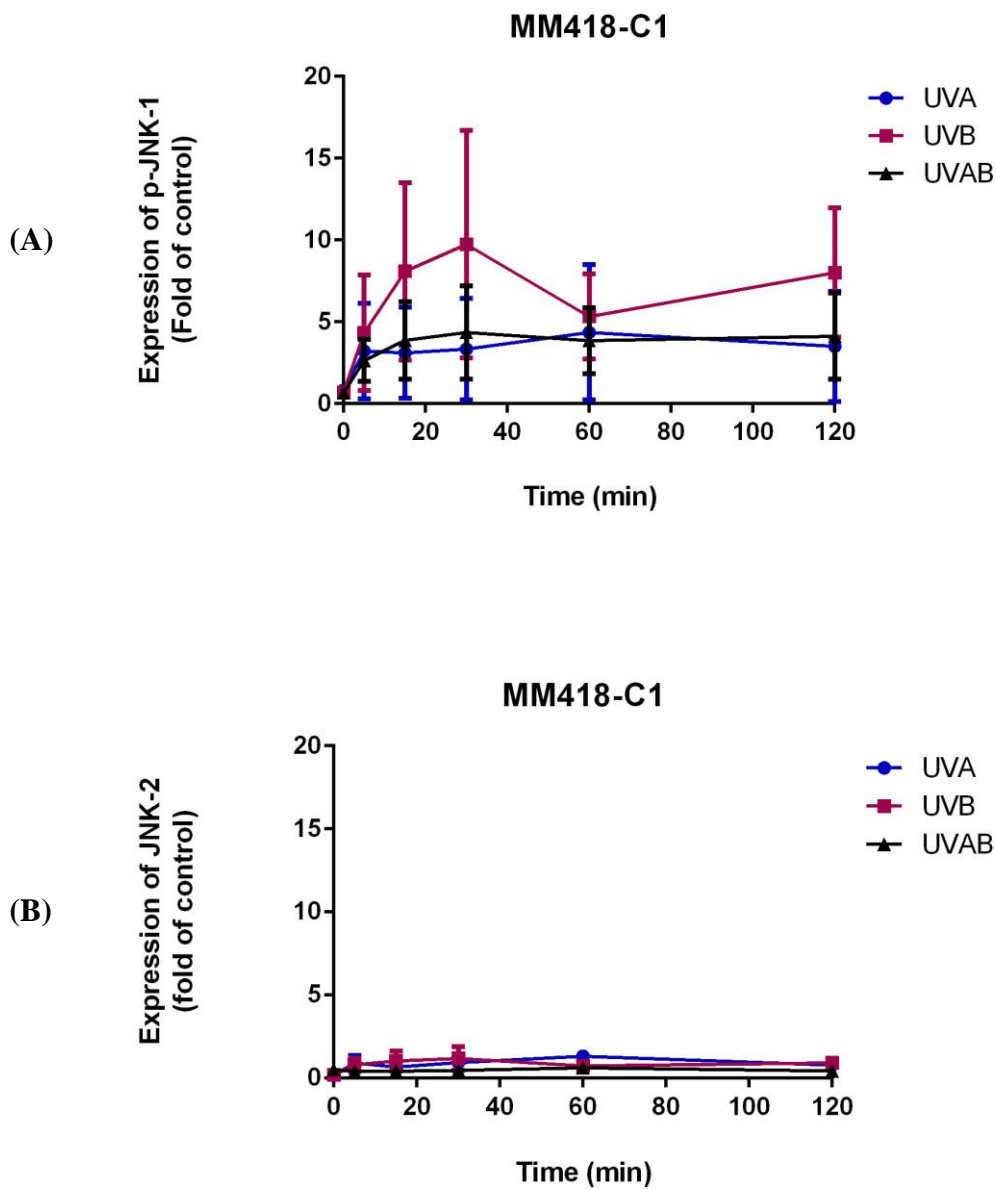 MM418-C1
(A)
Expression of p-JNK-1
(Fold of control)
20
15
10
5
0
0 20 40 60 80 100 120
Time (min)
UVA
UVB
UVAB
MM418-C1
(B)
Expression of JNK-2
(fold of control)
20
15
10
5
0
0 20 40 60 80 100 120
Time (min)
UVA
UVB
UVAB